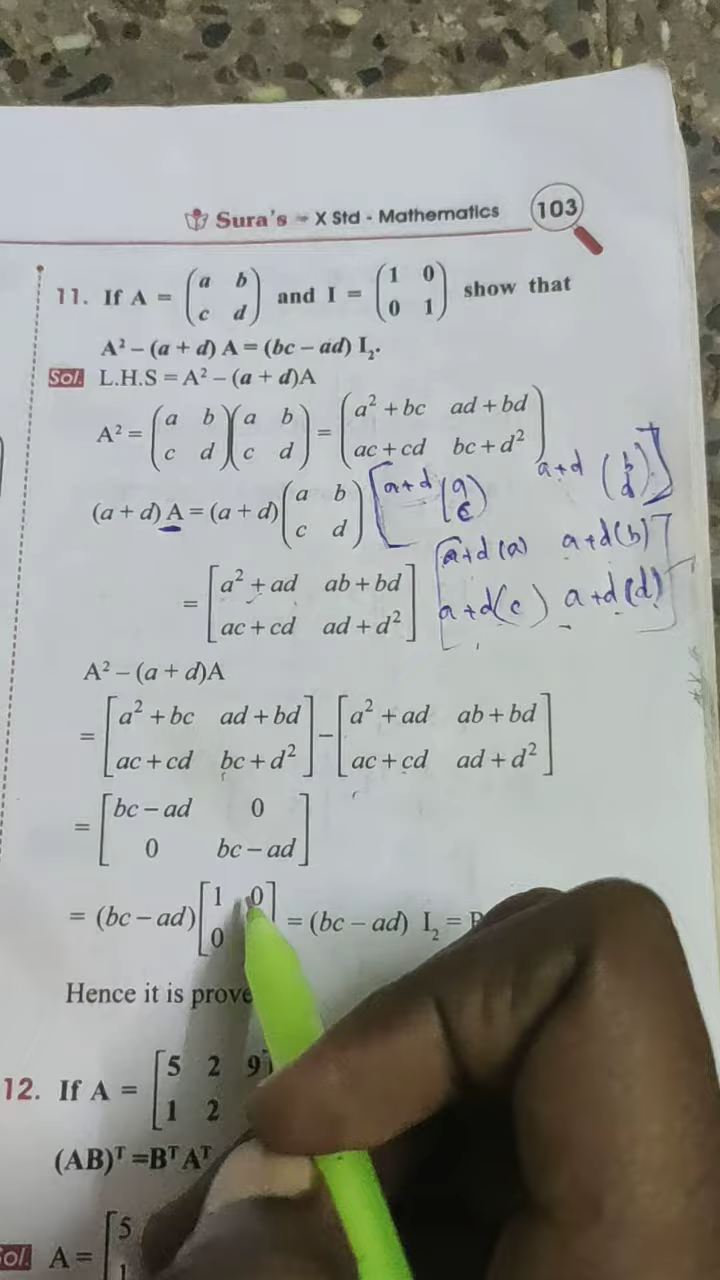 Sura's - X Std - Mathematics 103
11. If A = (a b / c d) and I = (1 0 / 0 1) show that
A² – (a + d) A = (bc – ad) I₂.
Sol. L.H.S = A² – (a + d)A
A² = (a b / c d)(a b / c d) = (a² + bc ad + bd / ac + cd bc + d²)
(a + d) A = (a + d)(a b / c d) [a+d (a / c) a+d (b / d)]
= [a² + ad ab + bd / ac + cd ad + d²] [a+d (a) a+d (b) / a+d (c) a+d (d)]
A² – (a + d)A
= [a² + bc ad + bd / ac + cd bc + d²] – [a² + ad ab + bd / ac + cd ad + d²]
= [bc – ad 0 / 0 bc – ad]
= (bc – ad) [1 0 / 0 = (bc – ad) I₂ =
Hence it is prove
12. If A = [5 2 9 / 1 2
(AB)ᵀ =BᵀAᵀ
Sol. A = [5 / 1